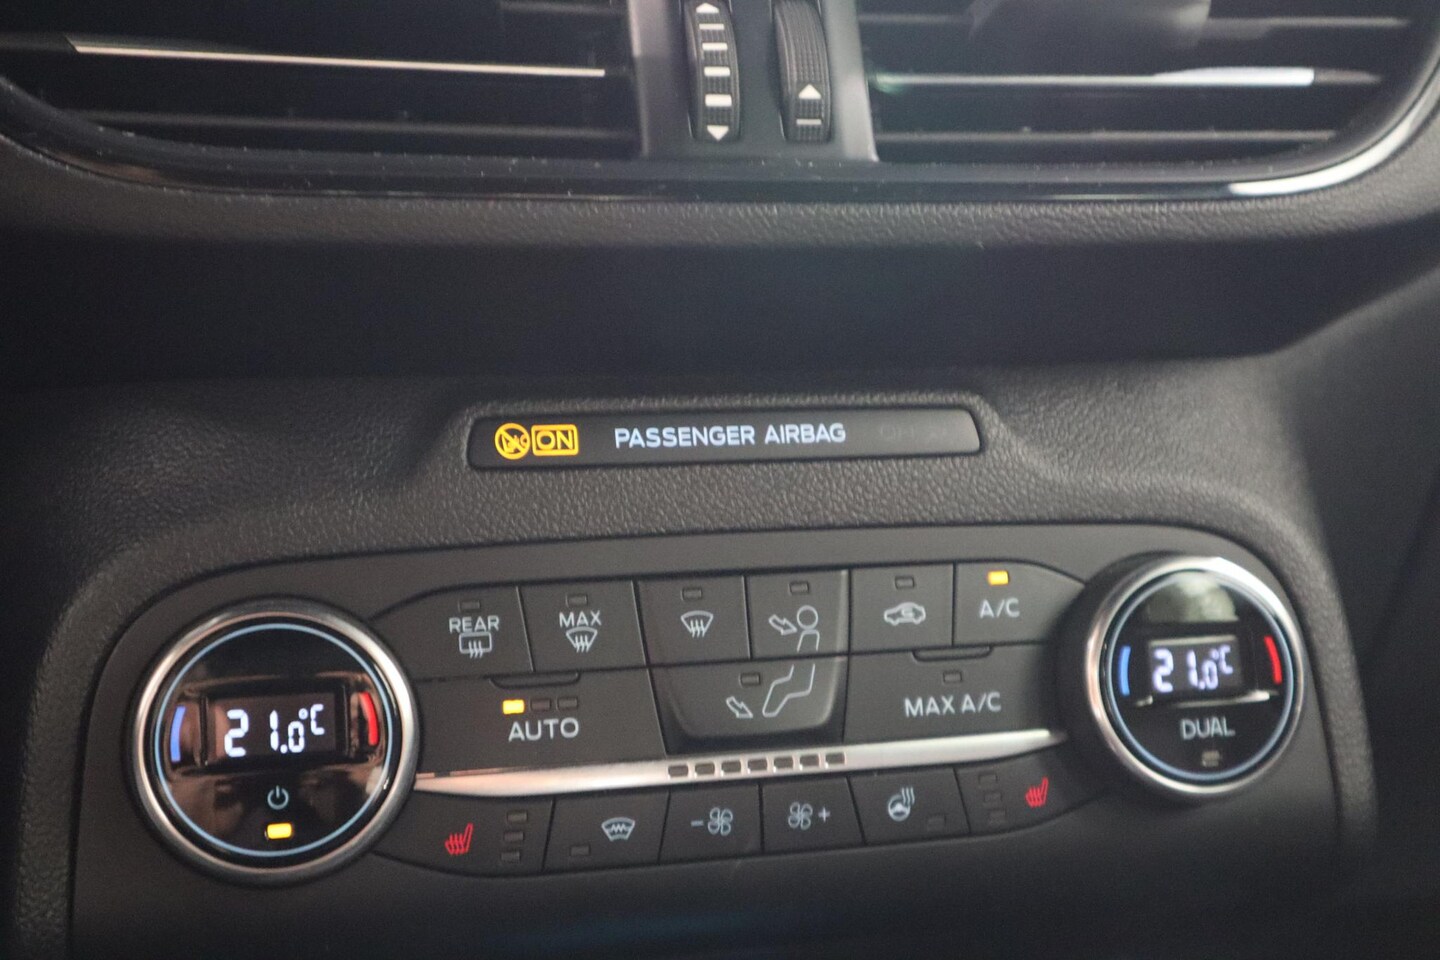 ON PASSENGER AIRBAG
REAR MAX A/C
21.0°C AUTO MAX A/C 21.0°C
DUAL
- +